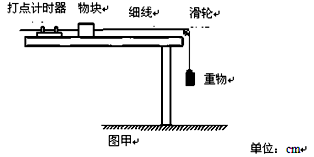 打点计时器 物块 细线 滑轮
重物
图甲 单位：cm